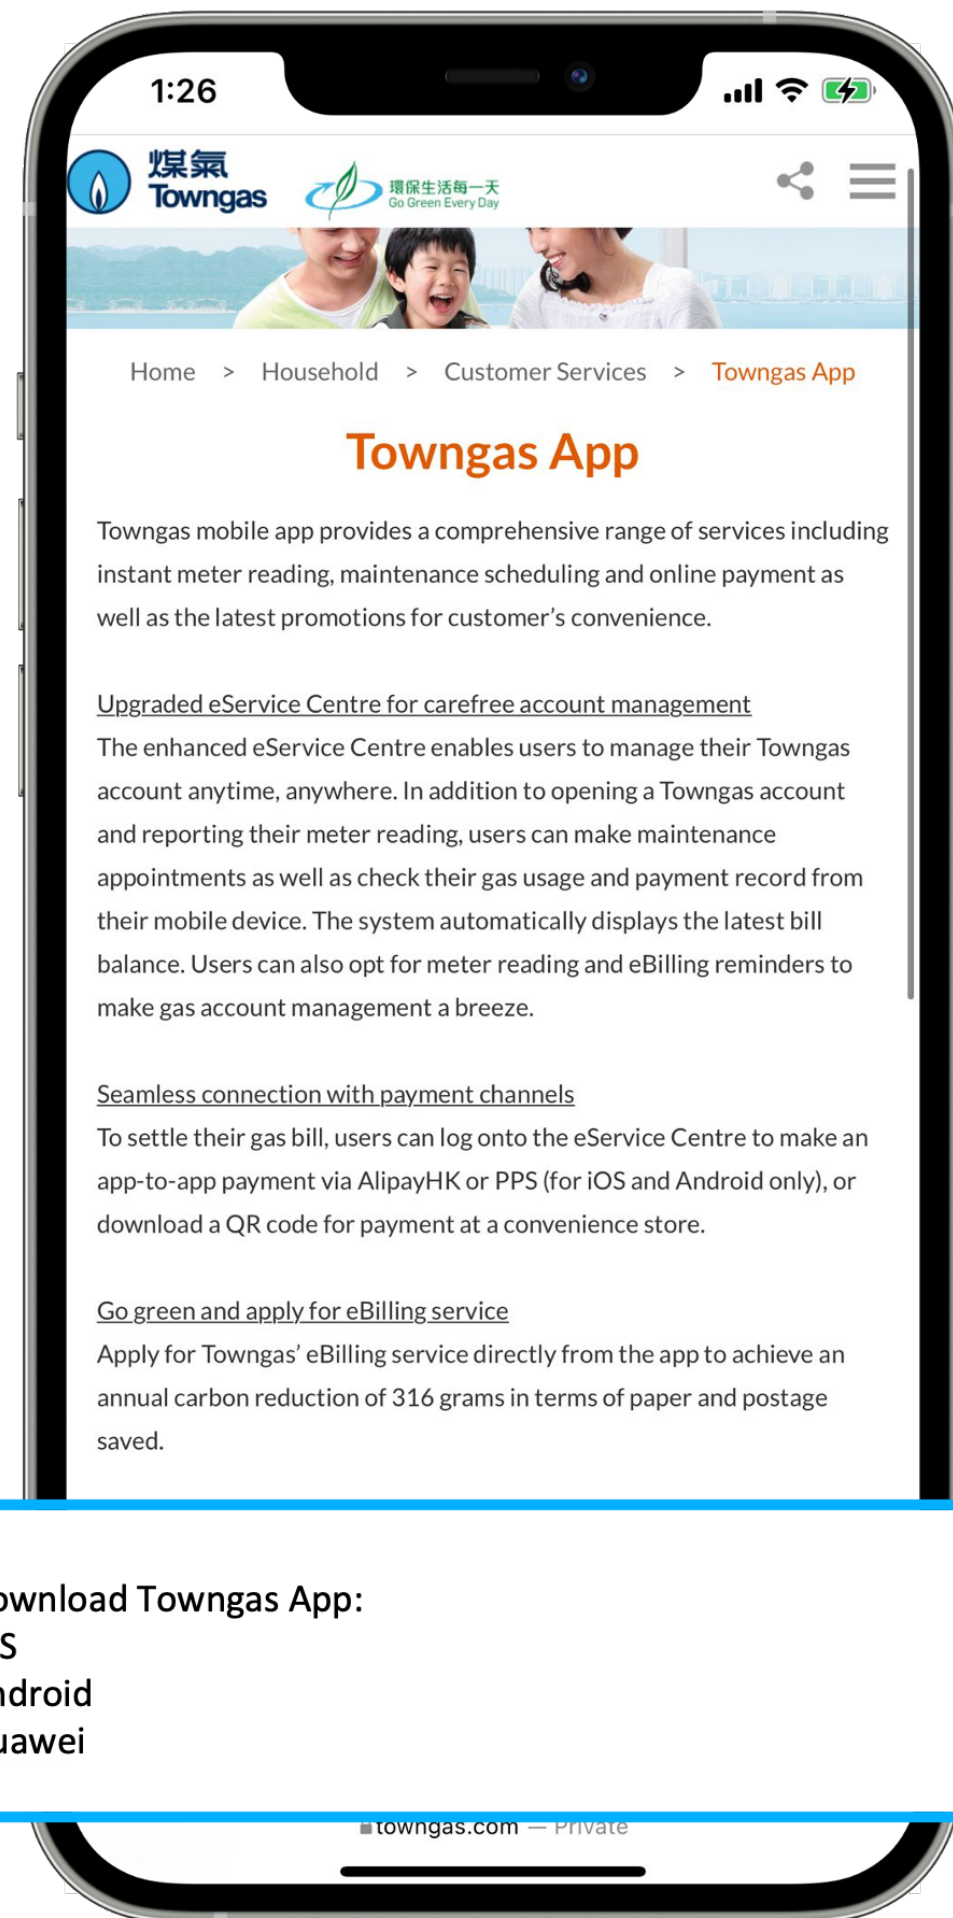 1:26
煤氣
Towngas
環保生活每一天
Go Green Every Day
Home > Household > Customer Services > Towngas App
Towngas App
Towngas mobile app provides a comprehensive range of services including
instant meter reading, maintenance scheduling and online payment as
well as the latest promotions for customer’s convenience.
Upgraded eService Centre for carefree account management
The enhanced eService Centre enables users to manage their Towngas
account anytime, anywhere. In addition to opening a Towngas account
and reporting their meter reading, users can make maintenance
appointments as well as check their gas usage and payment record from
their mobile device. The system automatically displays the latest bill
balance. Users can also opt for meter reading and eBilling reminders to
make gas account management a breeze.
Seamless connection with payment channels
To settle their gas bill, users can log onto the eService Centre to make an
app-to-app payment via AlipayHK or PPS (for iOS and Android only), or
download a QR code for payment at a convenience store.
Go green and apply for eBilling service
Apply for Towngas’ eBilling service directly from the app to achieve an
annual carbon reduction of 316 grams in terms of paper and postage
saved.
ownload Towngas App:
S
ndroid
uawei
towngas.com — Private